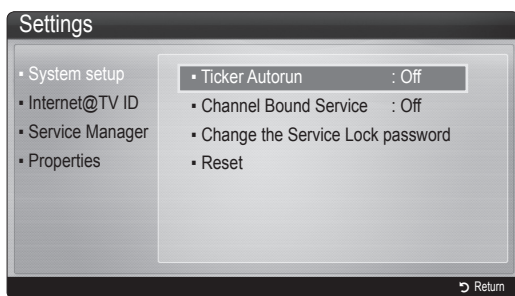 Settings
▪ System setup
▪ Internet@TV ID
▪ Service Manager
▪ Properties
▪ Ticker Autorun : Off
▪ Channel Bound Service : Off
▪ Change the Service Lock password
▪ Reset
Return